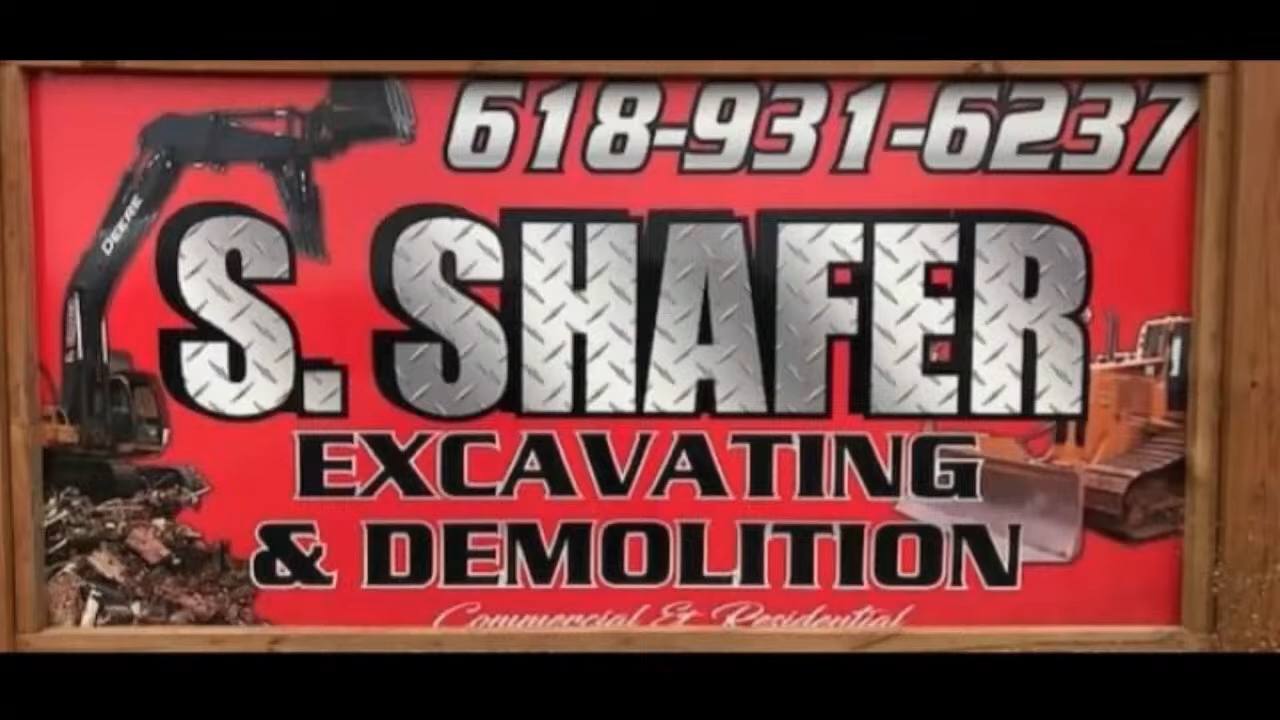 618-931-6237
DEERE
S. SHAFER
EXCAVATING
& DEMOLITION
Commercial & Residential